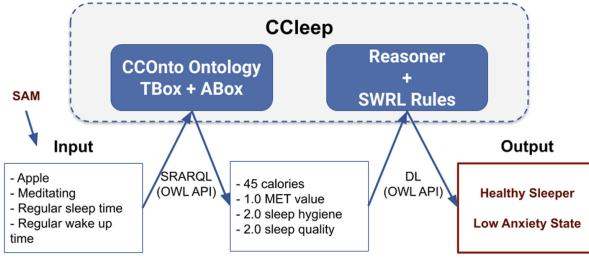 CCleep
CCOnto Ontology
TBox + ABox
Reasoner
+
SWRL Rules
SAM
Input
SRARQL
(OWL API)
DL
(OWL API)
Output
- Apple
- Meditating
- Regular sleep time
- Regular wake up
time
- 45 calories
- 1.0 MET value
- 2.0 sleep hygiene
- 2.0 sleep quality
Healthy Sleeper
Low Anxiety State